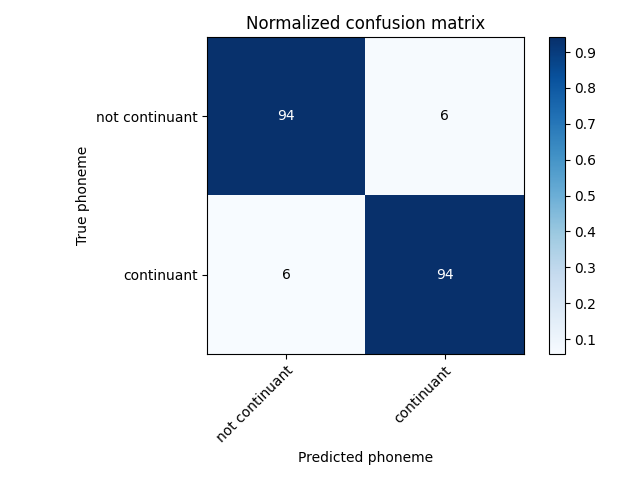 Normalized confusion matrix
True phoneme
not continuant
continuant
94
6
6
94
not continuant
continuant
Predicted phoneme
0.9
0.8
0.7
0.6
0.5
0.4
0.3
0.2
0.1